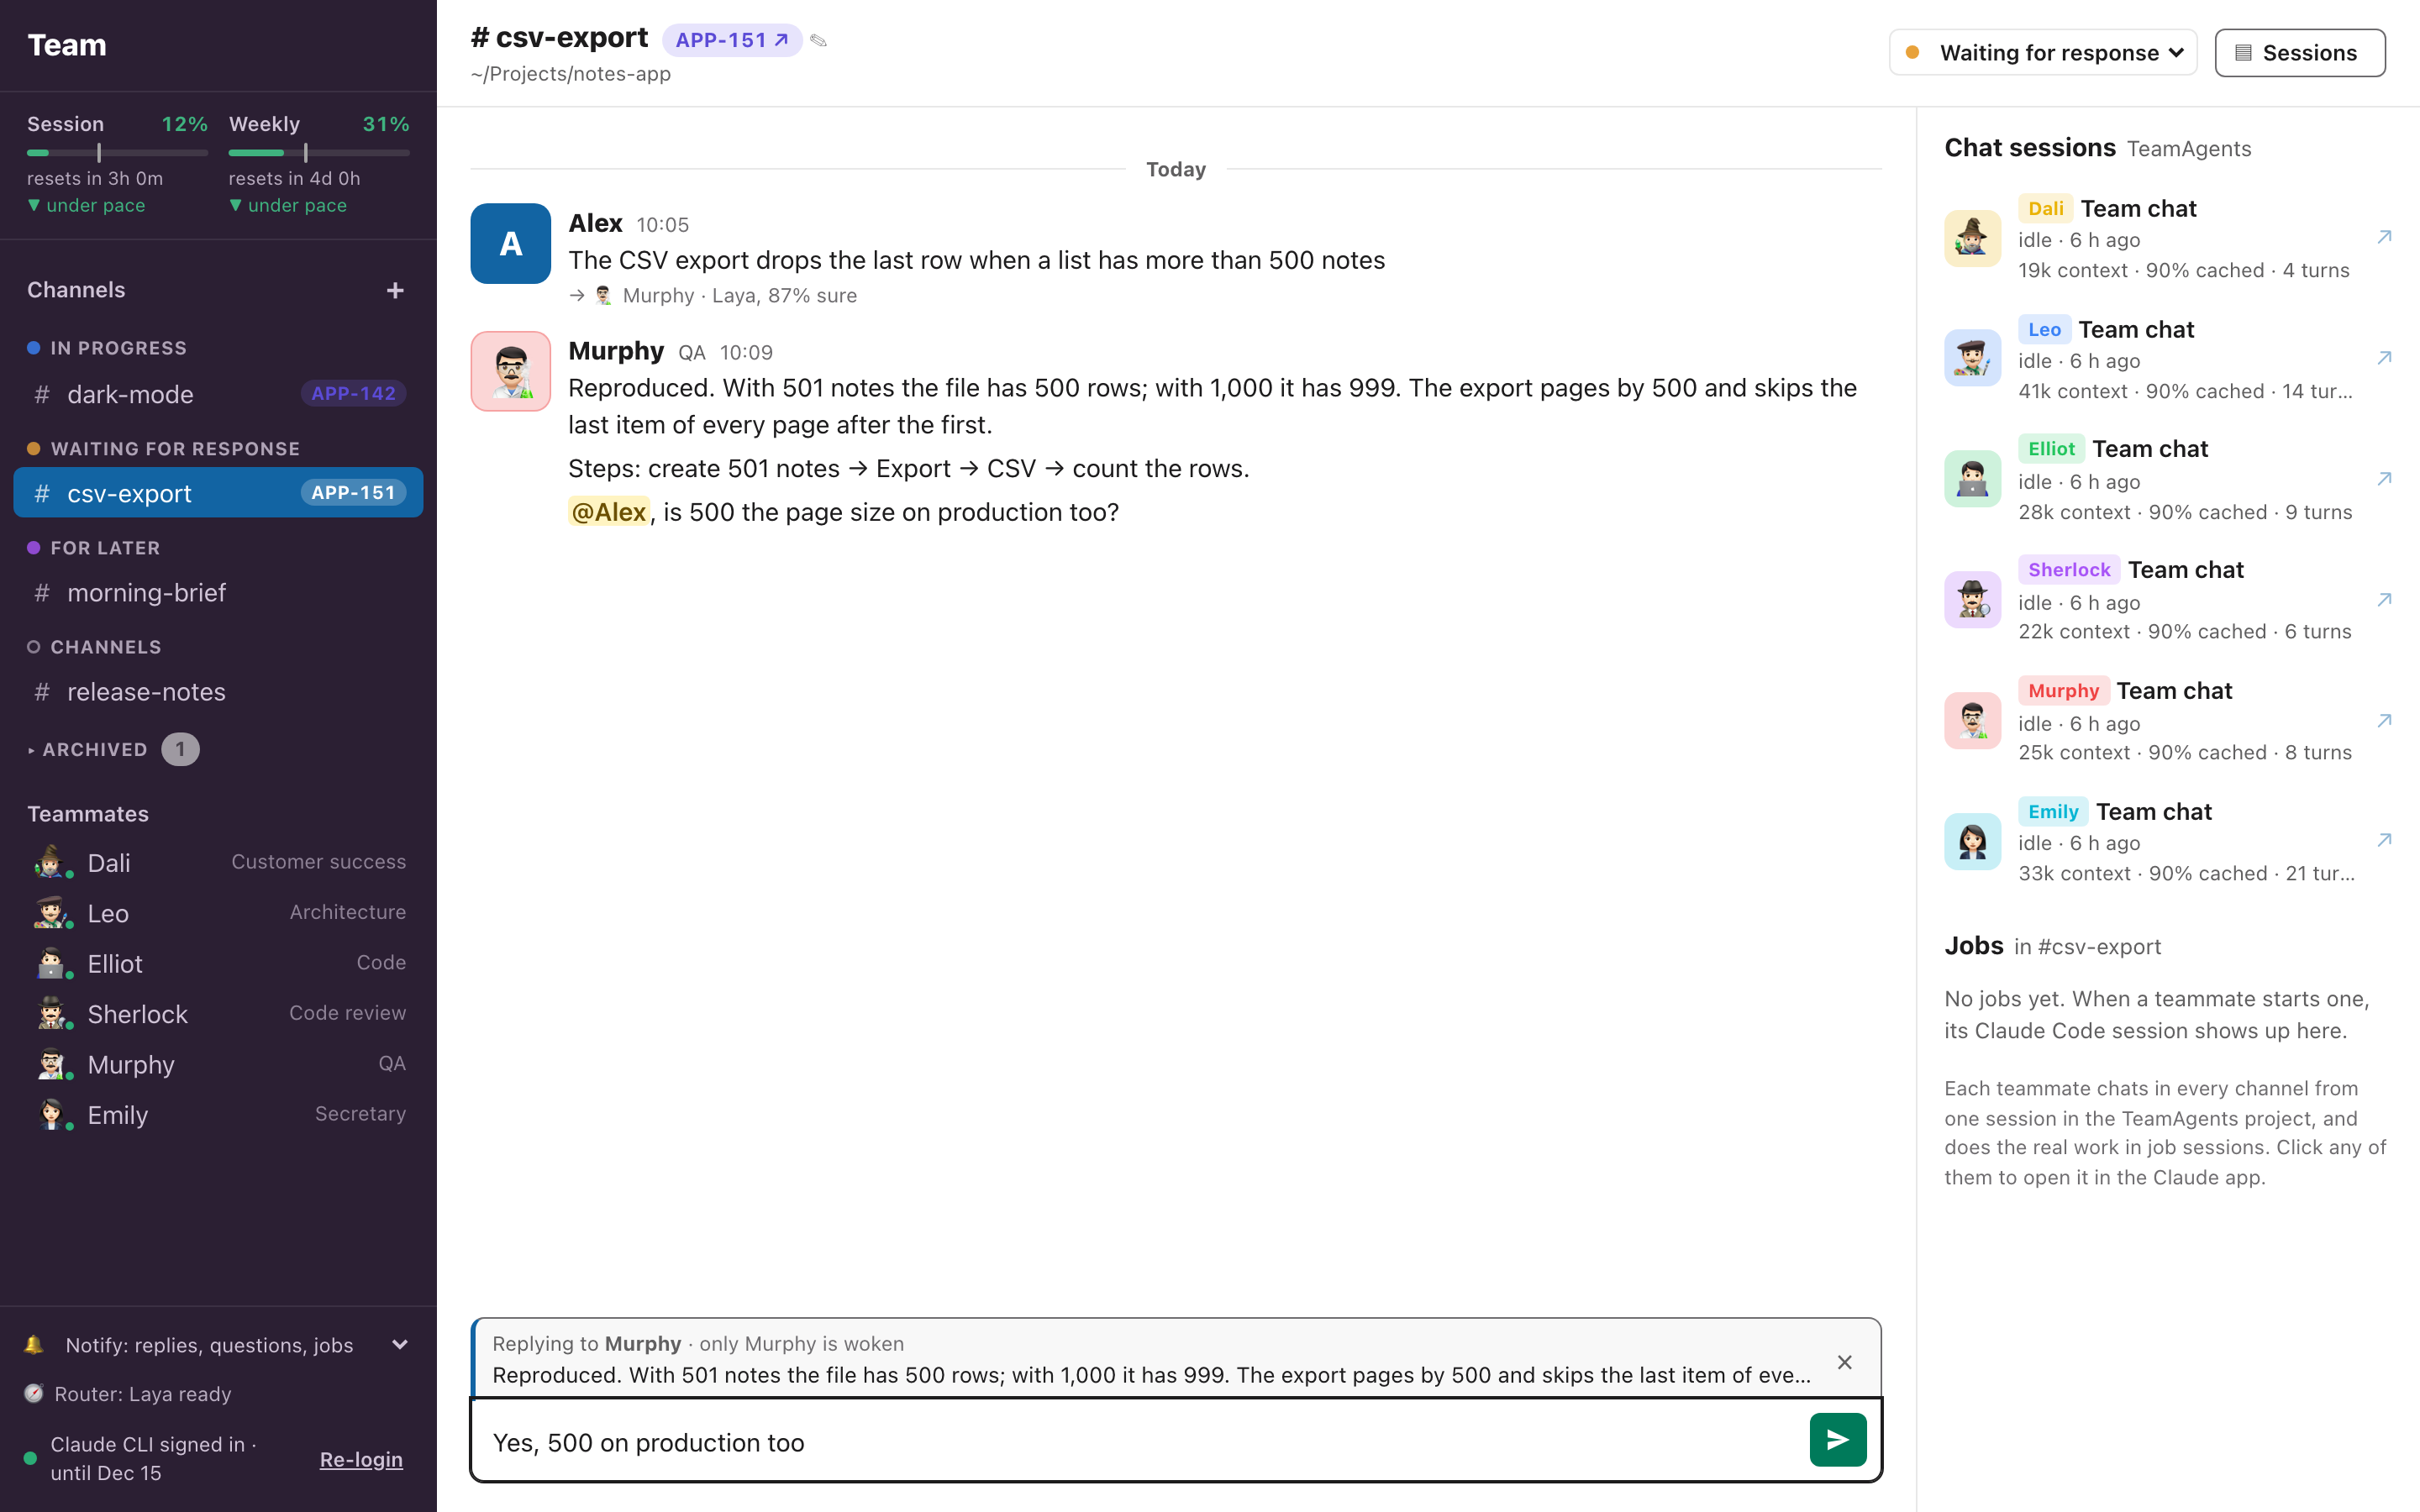 Team
Session 12% Weekly 31%
resets in 3h 0m resets in 4d 0h
▼ under pace ▼ under pace
Channels +
IN PROGRESS
# dark-mode APP-142
WAITING FOR RESPONSE
# csv-export APP-151
FOR LATER
# morning-brief
CHANNELS
# release-notes
▸ ARCHIVED 1
Teammates
Dali Customer success
Leo Architecture
Elliot Code
Sherlock Code review
Murphy QA
Emily Secretary
Notify: replies, questions, jobs
Router: Laya ready
Claude CLI signed in ·
until Dec 15
Re-login
# csv-export APP-151 ↗
~/Projects/notes-app
Waiting for response
Sessions
Today
A
Alex 10:05
The CSV export drops the last row when a list has more than 500 notes
→ Murphy · Laya, 87% sure
Murphy QA 10:09
Reproduced. With 501 notes the file has 500 rows; with 1,000 it has 999. The export pages by 500 and skips the
last item of every page after the first.
Steps: create 501 notes → Export → CSV → count the rows.
@Alex, is 500 the page size on production too?
Replying to Murphy · only Murphy is woken
Reproduced. With 501 notes the file has 500 rows; with 1,000 it has 999. The export pages by 500 and skips the last item of eve...
Yes, 500 on production too
Chat sessions TeamAgents
Dali Team chat
idle · 6 h ago
19k context · 90% cached · 4 turns
Leo Team chat
idle · 6 h ago
41k context · 90% cached · 14 tur...
Elliot Team chat
idle · 6 h ago
28k context · 90% cached · 9 turns
Sherlock Team chat
idle · 6 h ago
22k context · 90% cached · 6 turns
Murphy Team chat
idle · 6 h ago
25k context · 90% cached · 8 turns
Emily Team chat
idle · 6 h ago
33k context · 90% cached · 21 tur...
Jobs in #csv-export
No jobs yet. When a teammate starts one,
its Claude Code session shows up here.
Each teammate chats in every channel from
one session in the TeamAgents project, and
does the real work in job sessions. Click any of
them to open it in the Claude app.